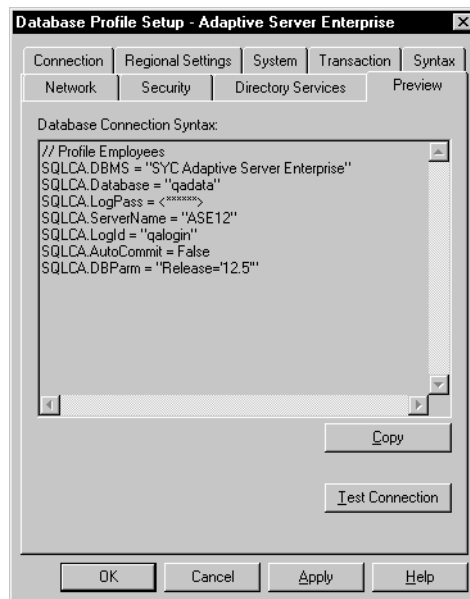 Database Profile Setup - Adaptive Server Enterprise
Connection Regional Settings System Transaction Syntax
Network Security Directory Services Preview
Database Connection Syntax:
// Profile Employees
SQLCA.DBMS = "SYC Adaptive Server Enterprise"
SQLCA.Database = "qadata"
SQLCA.LogPass = <******>
SQLCA.ServerName = "ASE12"
SQLCA.LogId = "qalogin"
SQLCA.AutoCommit = False
SQLCA.DBParm = "Release='12.5'"
Copy
Test Connection
OK Cancel Apply Help